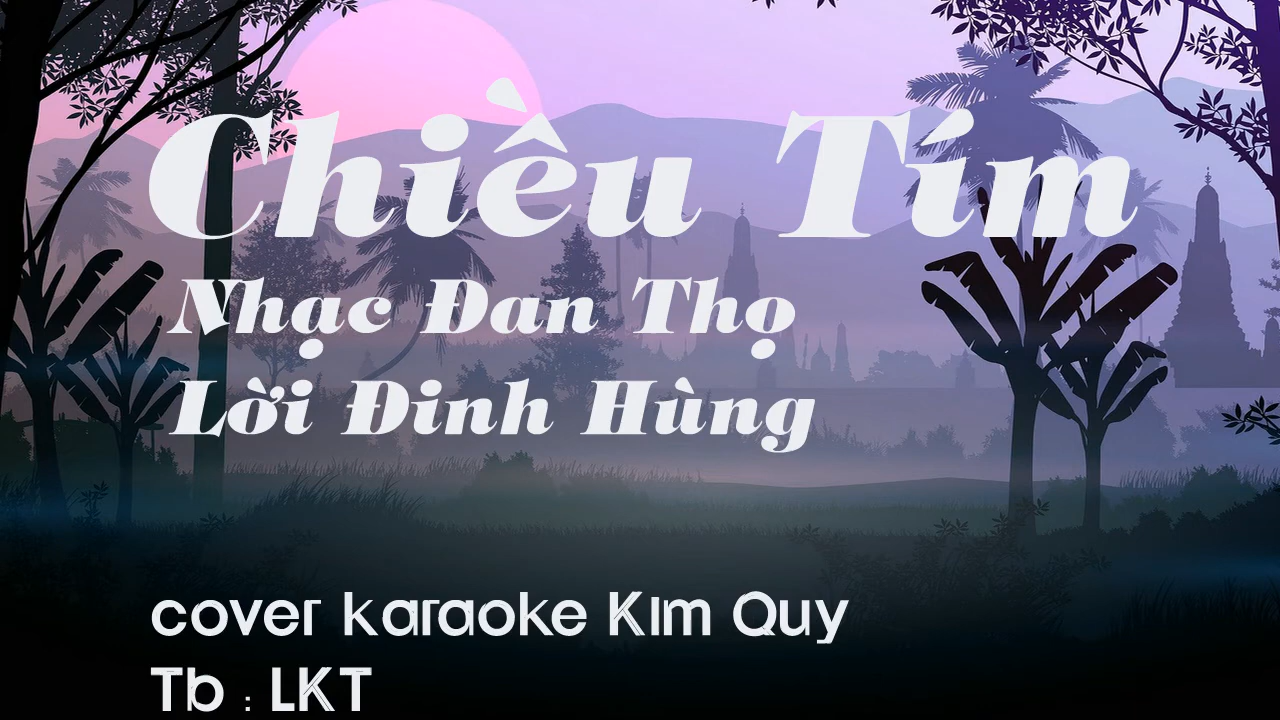 Chiều Tím
Nhạc Đan Thọ
Lời Đinh Hùng
cover karaoke Kim Quy
Tb : LKT